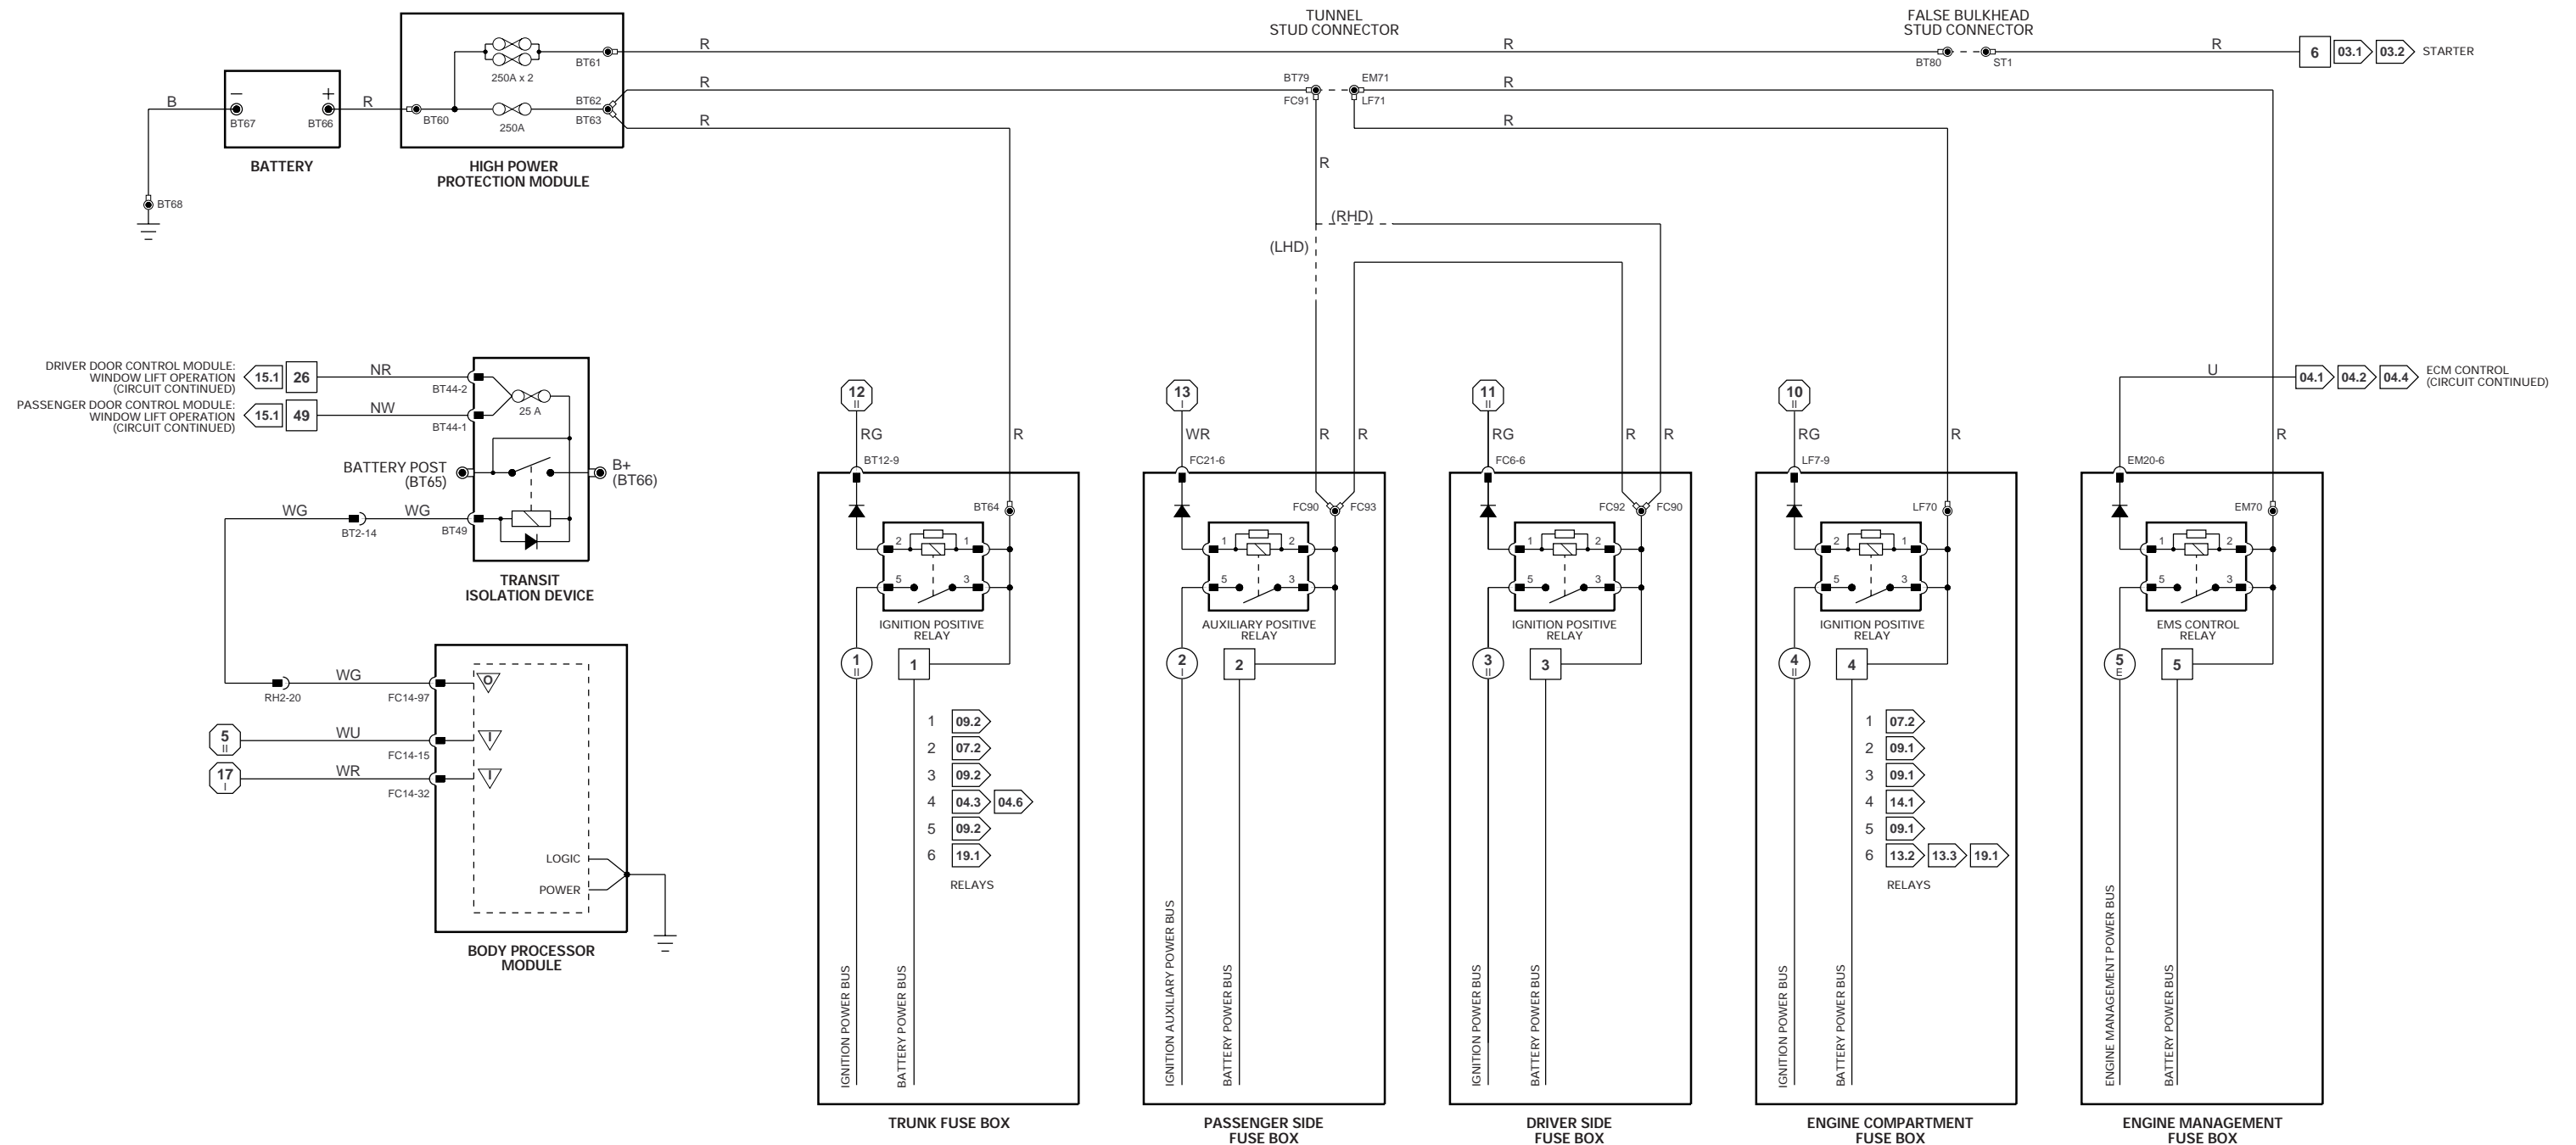 TUNNEL
STUD CONNECTOR
FALSE BULKHEAD
STUD CONNECTOR
250A x 2
BT61
R
R
BT80
ST1
R
6
03.1
03.2
STARTER
B
−
BT67
+
BT66
R
BT60
250A
BT62
BT63
R
R
BT79
FC91
EM71
LF71
R
R
BATTERY
HIGH POWER
PROTECTION MODULE
BT68
R
(RHD)
(LHD)
DRIVER DOOR CONTROL MODULE:
WINDOW LIFT OPERATION
(CIRCUIT CONTINUED)
15.1
26
NR
BT44-2
PASSENGER DOOR CONTROL MODULE:
WINDOW LIFT OPERATION
(CIRCUIT CONTINUED)
15.1
49
NW
BT44-1
25 A
BATTERY POST
(BT65)
B+
(BT66)
WG
BT2-14
WG
BT49
TRANSIT
ISOLATION DEVICE
RH2-20
WG
FC14-97
O
5
II
WU
FC14-15
I
17
I
WR
FC14-32
I
LOGIC
POWER
BODY PROCESSOR
MODULE
12
II
RG
BT12-9
R
BT64
2
1
5
3
IGNITION POSITIVE
RELAY
1
II
1
1 09.2
2 07.2
3 09.2
4 04.3 04.6
5 09.2
6 19.1
RELAYS
IGNITION POWER BUS
BATTERY POWER BUS
TRUNK FUSE BOX
13
I
WR
FC21-6
R
R
FC90
FC93
1
2
5
3
AUXILIARY POSITIVE
RELAY
2
I
2
IGNITION AUXILIARY POWER BUS
BATTERY POWER BUS
PASSENGER SIDE
FUSE BOX
11
II
RG
FC6-6
R
R
FC92
FC90
1
2
5
3
IGNITION POSITIVE
RELAY
3
II
3
IGNITION POWER BUS
BATTERY POWER BUS
DRIVER SIDE
FUSE BOX
10
II
RG
LF7-9
R
LF70
2
1
5
3
IGNITION POSITIVE
RELAY
4
II
4
1 07.2
2 09.1
3 09.1
4 14.1
5 09.1
6 13.2 13.3 19.1
RELAYS
IGNITION POWER BUS
BATTERY POWER BUS
ENGINE COMPARTMENT
FUSE BOX
U
04.1
04.2
04.4
ECM CONTROL
(CIRCUIT CONTINUED)
EM20-6
R
EM70
1
2
5
3
EMS CONTROL
RELAY
5
E
5
ENGINE MANAGEMENT POWER BUS
BATTERY POWER BUS
ENGINE MANAGEMENT
FUSE BOX